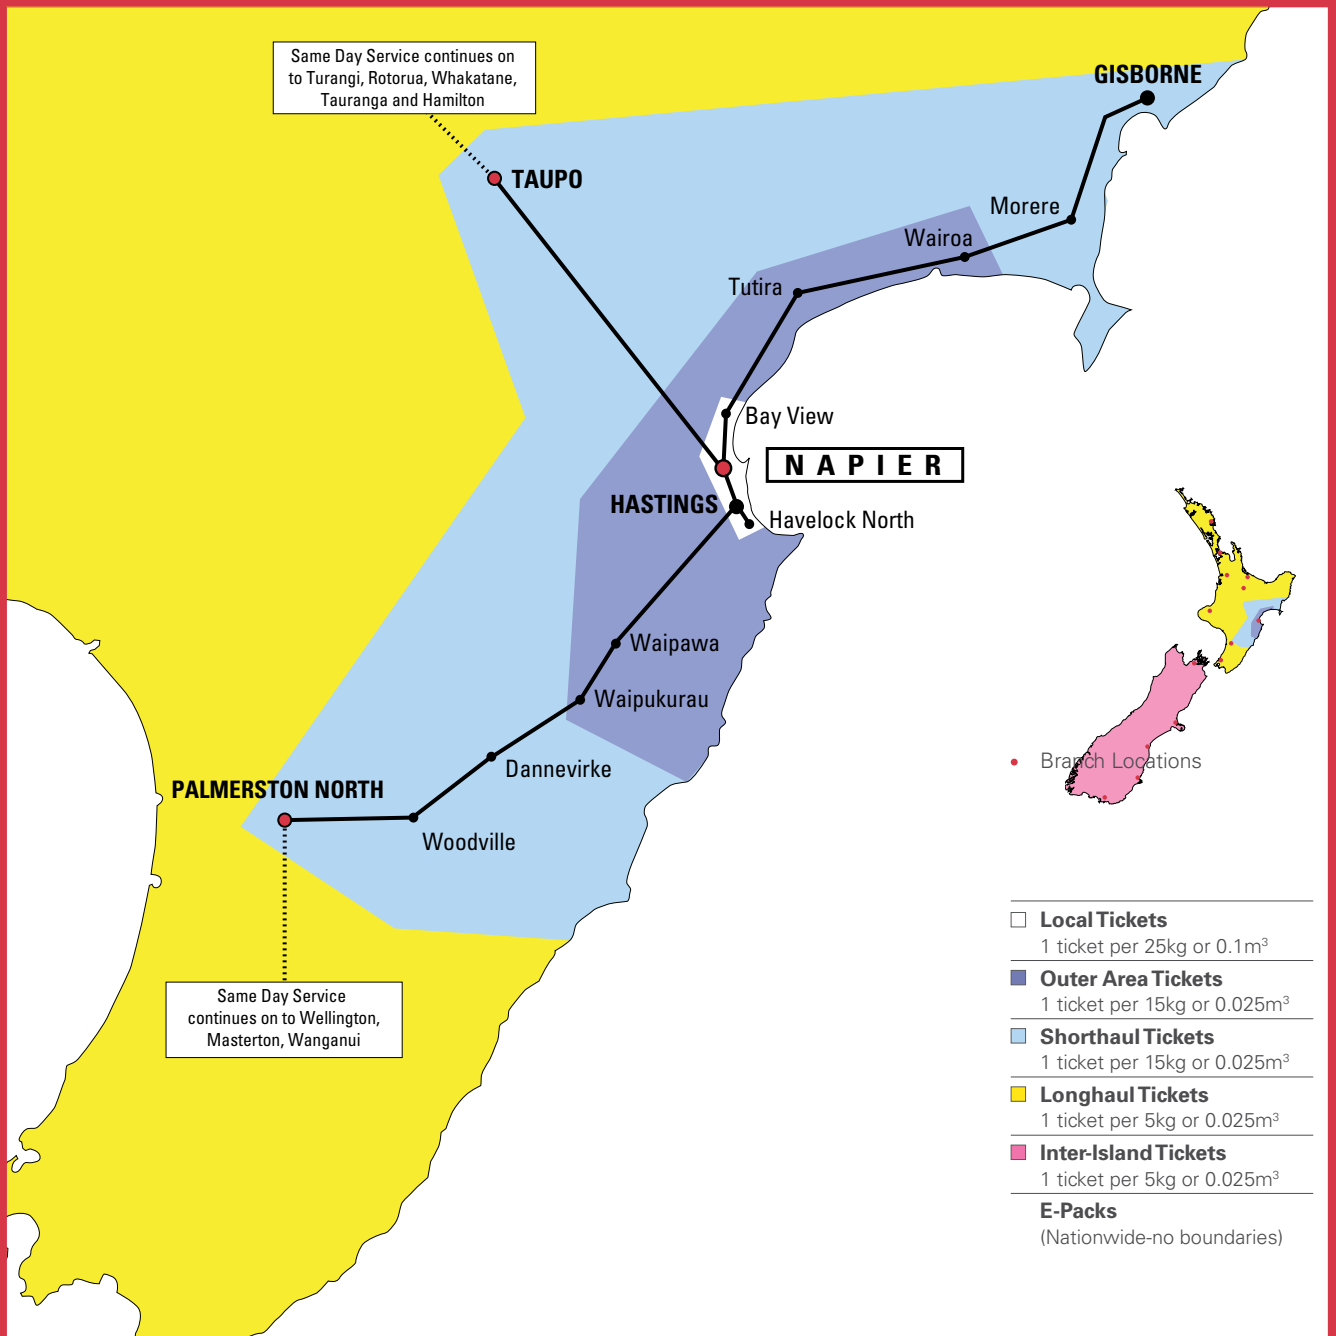 Same Day Service continues on
to Turangi, Rotorua, Whakatane,
Tauranga and Hamilton
GISBORNE
TAUPO
Morere
Wairoa
Tutira
Bay View
NAPIER
HASTINGS
Havelock North
Waipawa
Waipukurau
Dannevirke
PALMERSTON NORTH
Woodville
Same Day Service
continues on to Wellington,
Masterton, Wanganui
Branch Locations
Local Tickets
1 ticket per 25kg or 0.1m³
Outer Area Tickets
1 ticket per 15kg or 0.025m³
Shorthaul Tickets
1 ticket per 15kg or 0.025m³
Longhaul Tickets
1 ticket per 5kg or 0.025m³
Inter-Island Tickets
1 ticket per 5kg or 0.025m³
E-Packs
(Nationwide-no boundaries)